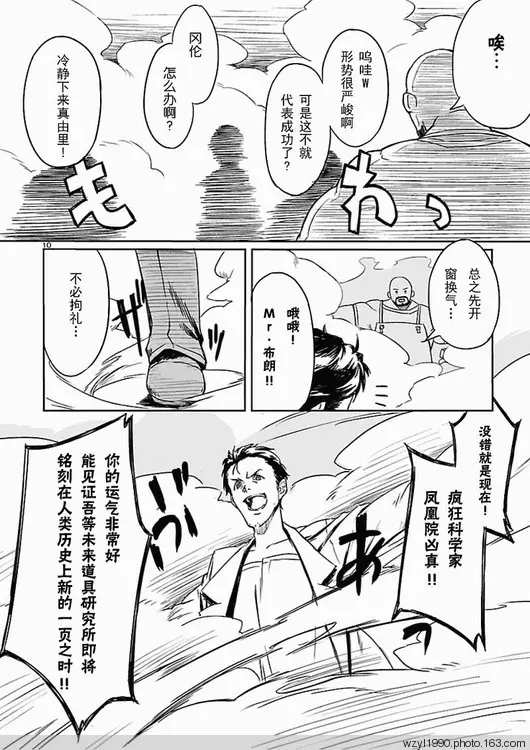 唉…
呜哇W
形势很严峻啊
可是这不就
代表成功了？
冈伦
怎么办啊？
冷静下来真由里！
わっ
も
10
总之先开
窗换气…
哦哦！
Mr·布朗!!
不必拘礼…
没错就是现在！
疯狂科学家
凤凰院凶真!!
你的运气非常好
能见证吾等未来道具研究所即将
铭刻在人类历史上新的一页之时!!
http://wzyl1990.photo.163.com